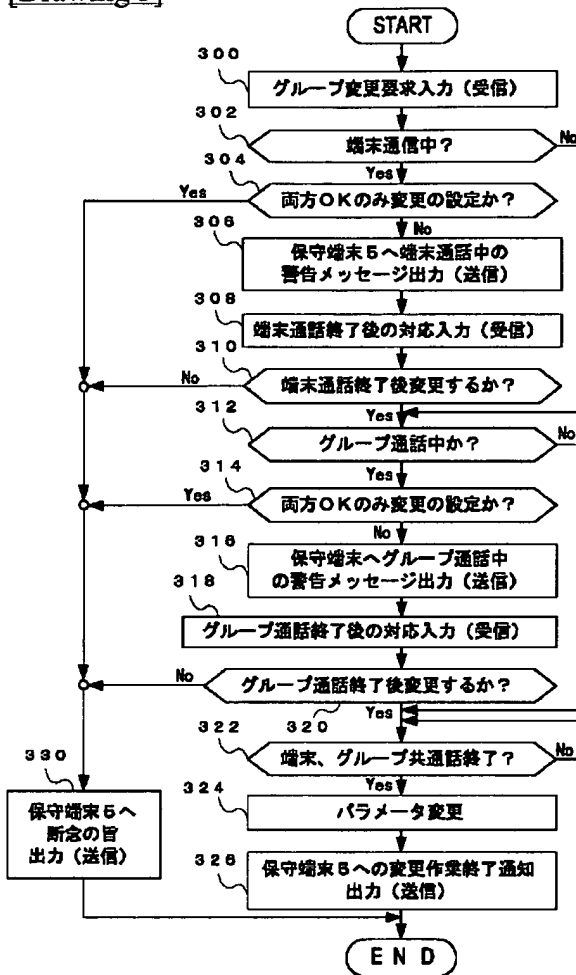 START
300
グループ変更要求入力（受信）
302
端末通信中？
No
304
Yes
Yes
両方OKのみ変更の設定か？
306
No
保守端末5へ端末通話中の
警告メッセージ出力（送信）
308
端末通話終了後の対応入力（受信）
310
No
端末通話終了後変更するか？
312
Yes
グループ通話中か？
No
314
Yes
Yes
両方OKのみ変更の設定か？
316
No
保守端末へグループ通話中
の警告メッセージ出力（送信）
318
グループ通話終了後の対応入力（受信）
No
グループ通話終了後変更するか？
320
Yes
322
端末、グループ共通話終了？
No
330
324
Yes
保守端末5へ
断念の旨
出力（送信）
パラメータ変更
326
保守端末5への変更作業終了通知
出力（送信）
END